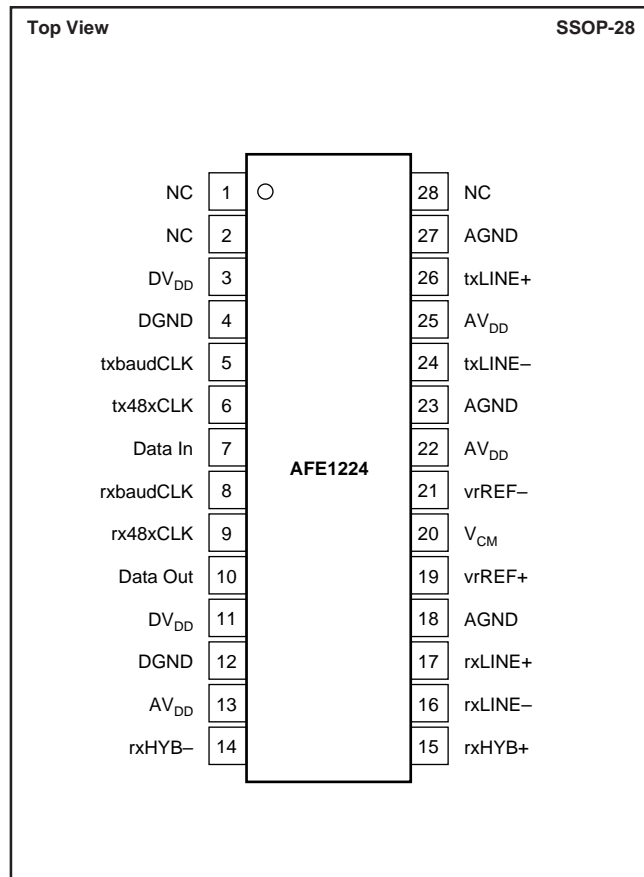 Top View SSOP-28
NC 1 28 NC
NC 2 27 AGND
DVDD 3 26 txLINE+
DGND 4 25 AVDD
txbaudCLK 5 24 txLINE–
tx48xCLK 6 23 AGND
Data In 7 22 AVDD
AFE1224
rxbaudCLK 8 21 vrREF–
rx48xCLK 9 20 VCM
Data Out 10 19 vrREF+
DVDD 11 18 AGND
DGND 12 17 rxLINE+
AVDD 13 16 rxLINE–
rxHYB– 14 15 rxHYB+